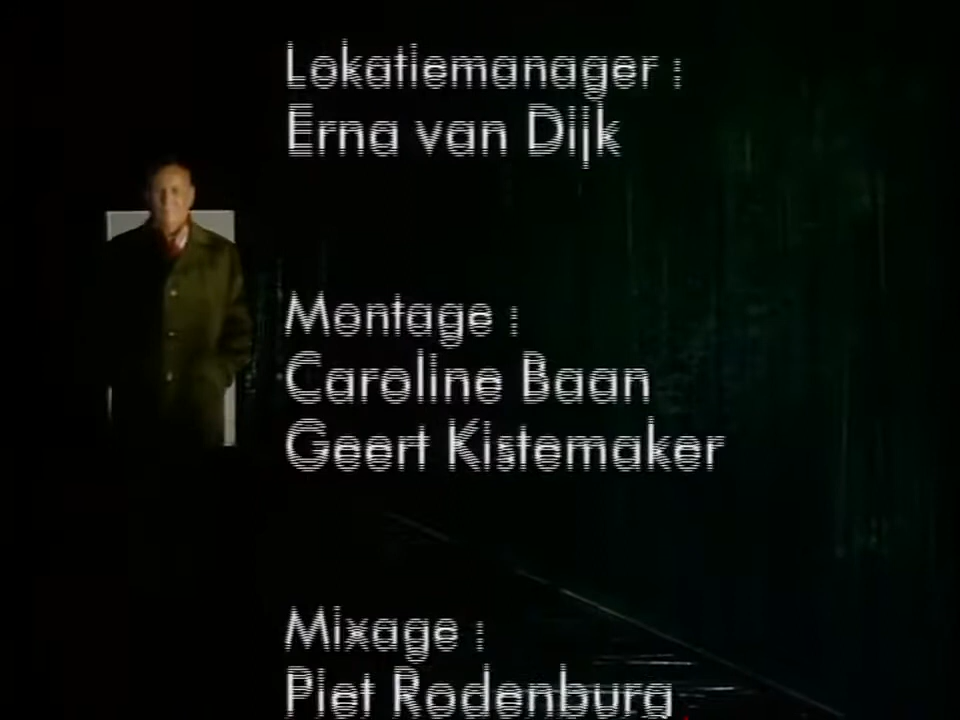 Lokatiemanager :
Erna van Dijk
Montage :
Caroline Baan
Geert Kistemaker
Mixage :
Piet Rodenburg